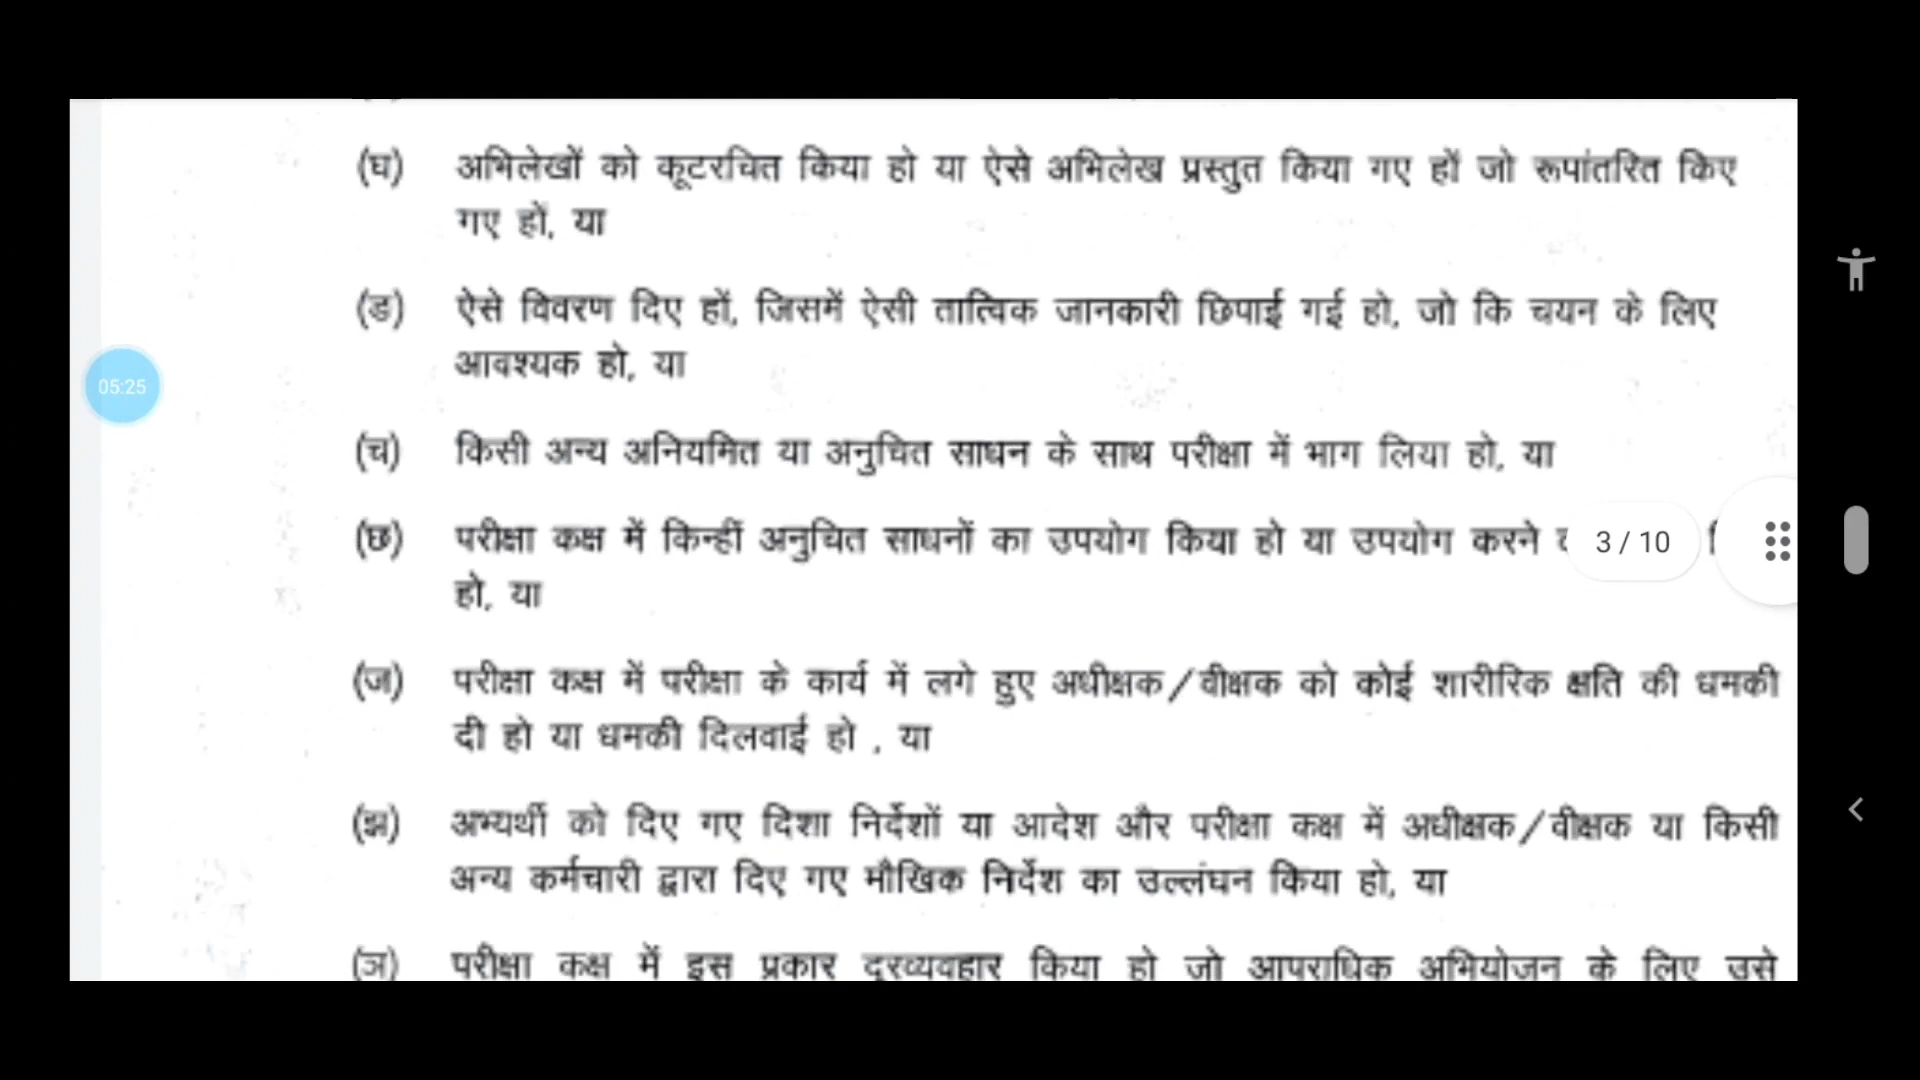 (घ) अभिलेखों को कूटरचित किया हो या ऐसे अभिलेख प्रस्तुत किया गए हों जो रूपांतरित किए
गए हों, या
(ड) ऐसे विवरण दिए हों, जिसमें ऐसी तात्विक जानकारी छिपाई गई हो, जो कि चयन के लिए
आवश्यक हो, या
05:25
(च) किसी अन्य अनियमित या अनुचित साधन के साथ परीक्षा में भाग लिया हो, या
(छ) परीक्षा कक्ष में किन्हीं अनुचित साधनों का उपयोग किया हो या उपयोग करने
3 / 10
हो, या
(ज) परीक्षा कक्ष में परीक्षा के कार्य में लगे हुए अधीक्षक/वीक्षक को कोई शारीरिक क्षति की धमकी
दी हो या धमकी दिलवाई हो , या
(झ) अभ्यर्थी को दिए गए दिशा निर्देशों या आदेश और परीक्षा कक्ष में अधीक्षक/वीक्षक या किसी
अन्य कर्मचारी द्वारा दिए गए मौखिक निर्देश का उल्लंघन किया हो, या
(ञ) परीक्षा कक्ष में इस प्रकार दुरव्यवहार किया हो जो आपराधिक अभियोजन के लिए उसे